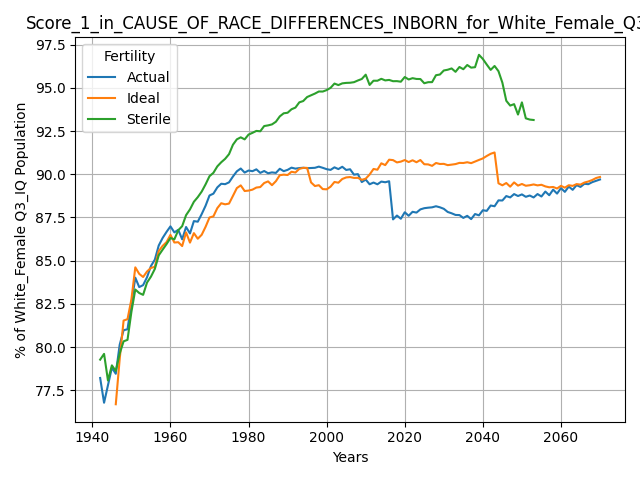 Score_1_in_CAUSE_OF_RACE_DIFFERENCES_INBORN_for_White_Female_Q3
97.5
95.0
92.5
90.0
87.5
85.0
82.5
80.0
77.5
% of White_Female Q3_IQ Population
Fertility
Actual
Ideal
Sterile
1940 1960 1980 2000 2020 2040 2060
Years